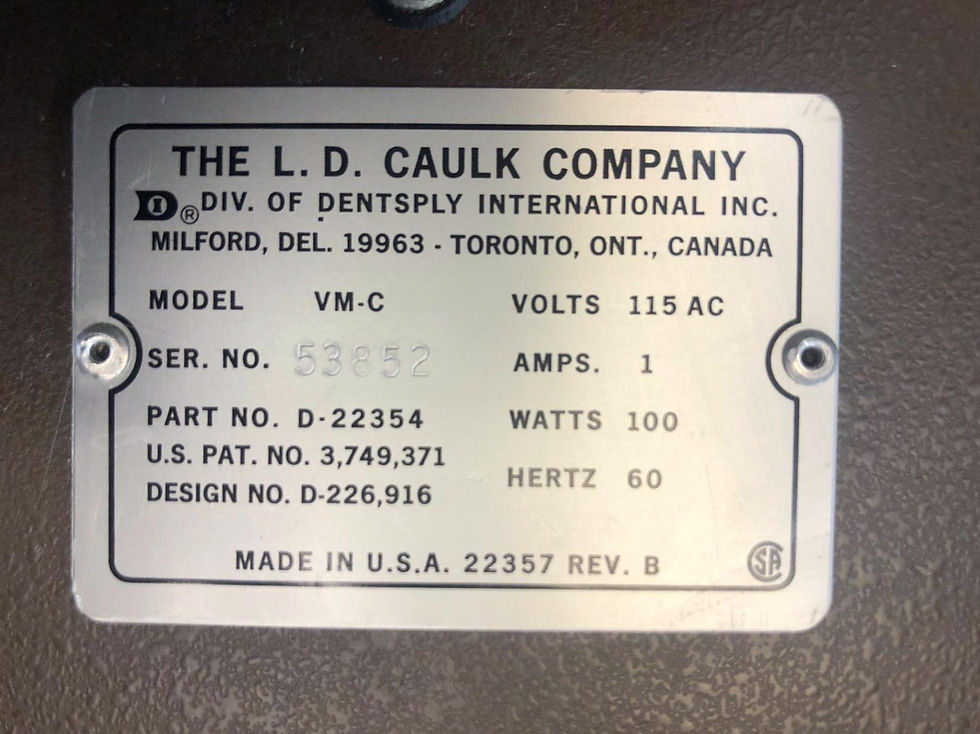 THE L. D. CAULK COMPANY
D® DIV. OF DENTSPLY INTERNATIONAL INC.
MILFORD, DEL. 19963 - TORONTO, ONT., CANADA
MODEL VM-C VOLTS 115 AC
SER. NO. 53852 AMPS. 1
PART NO. D-22354 WATTS 100
U.S. PAT. NO. 3,749,371
HERTZ 60
DESIGN NO. D-226,916
MADE IN U.S.A. 22357 REV. B SA